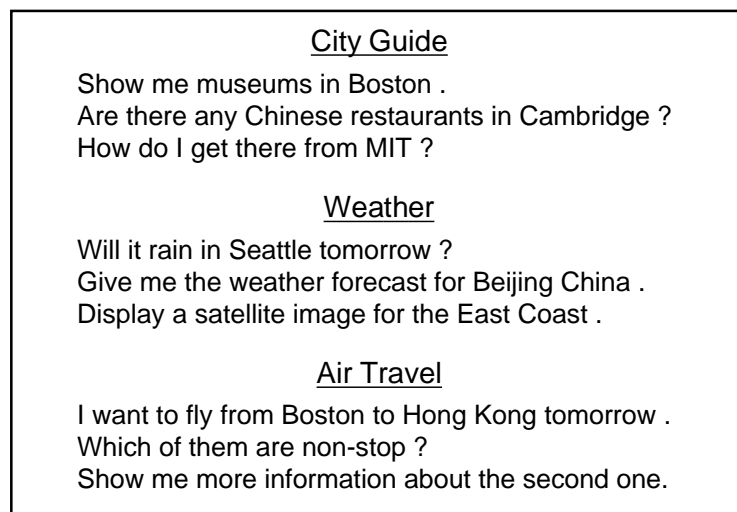 City Guide
Show me museums in Boston .
Are there any Chinese restaurants in Cambridge ?
How do I get there from MIT ?
Weather
Will it rain in Seattle tomorrow ?
Give me the weather forecast for Beijing China .
Display a satellite image for the East Coast .
Air Travel
I want to fly from Boston to Hong Kong tomorrow .
Which of them are non-stop ?
Show me more information about the second one.